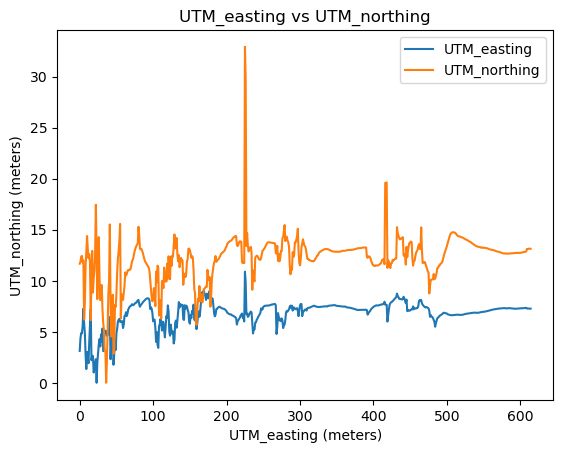 UTM_easting vs UTM_northing
UTM_easting
UTM_northing
UTM_northing (meters)
30
25
20
15
10
5
0
0 100 200 300 400 500 600
UTM_easting (meters)